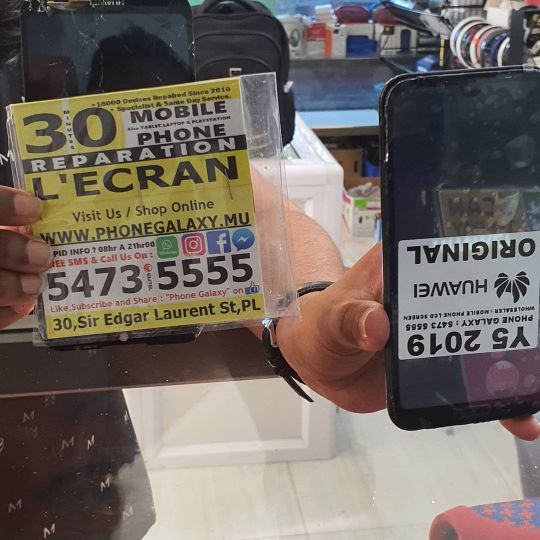 HUAWEI
+18000 Devices Repaired Since 2010
Specialist & Same Day Service.
30 MINUTES
MOBILE
Also TABLET, LAPTOP & PLAYSTATION
PHONE
REPARATION
L'ECRAN
Visit Us / Shop Online
WWW.PHONEGALAXY.MU
PID INFO ? 08hr A 21hr00
FREE SMS & Call Us On :
5473 5555
Like,Subscribe and Share : "Phone Galaxy" on
30,Sir Edgar Laurent St,PL
Y5 2019
PHONE GALAXY : 5473 5555
WHOLESALER : MOBILE PHONE LCD SCREEN
HUAWEI
ORIGINAL